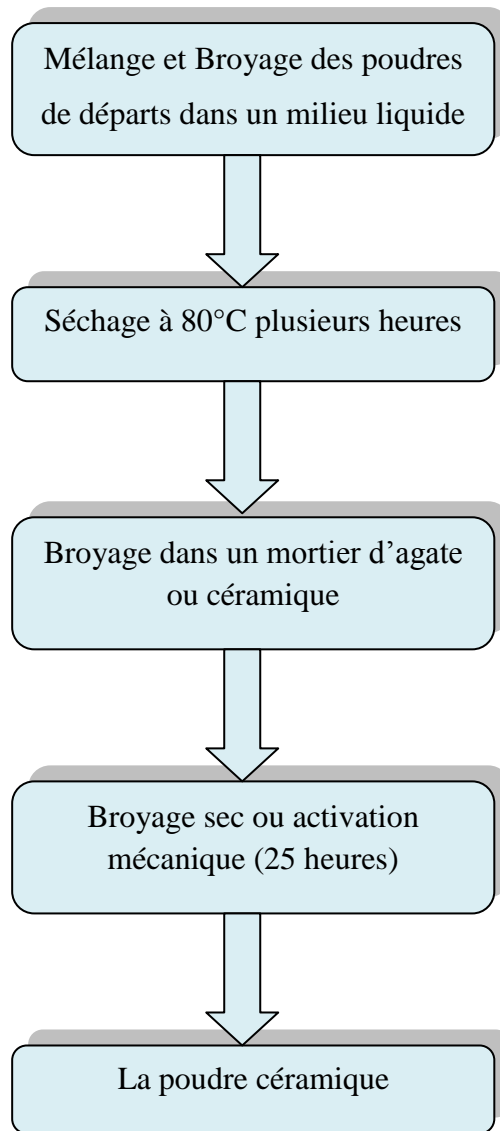 Mélange et Broyage des poudres
de départs dans un milieu liquide
Séchage à 80°C plusieurs heures
Broyage dans un mortier d’agate
ou céramique
Broyage sec ou activation
mécanique (25 heures)
La poudre céramique